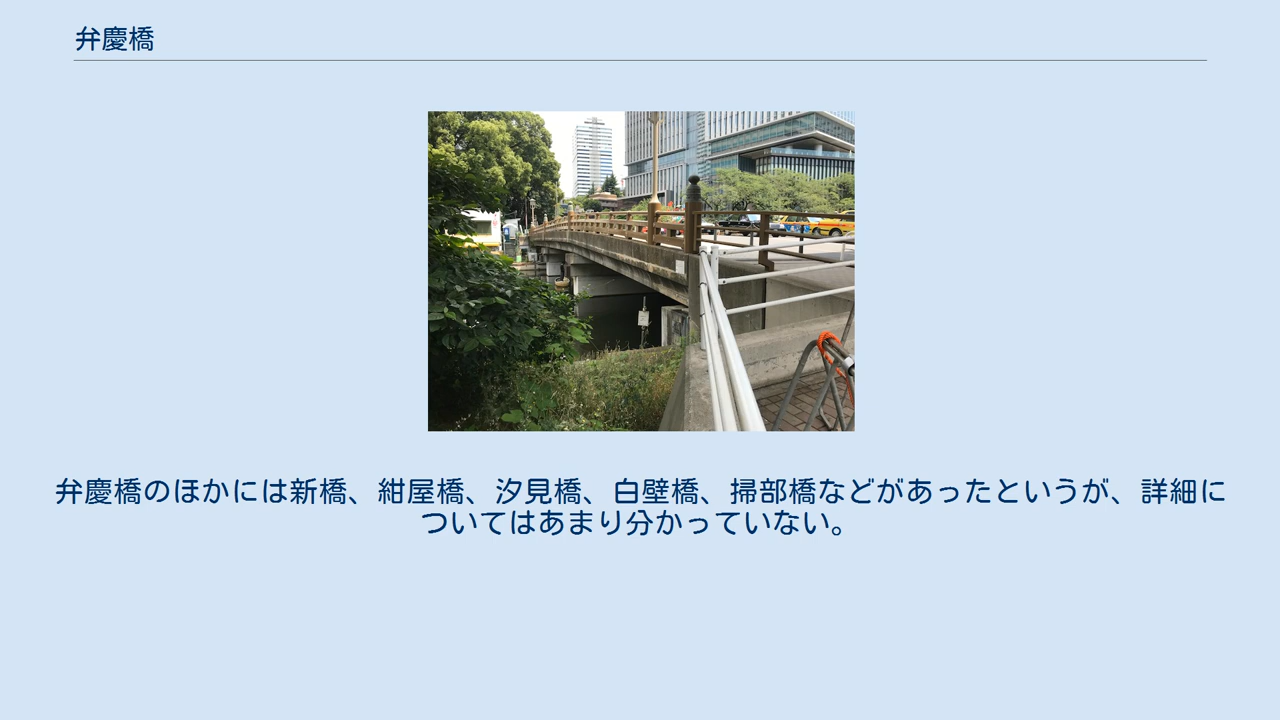 弁慶橋
弁慶橋のほかには新橋、紺屋橋、汐見橋、白壁橋、掃部橋などがあったというが、詳細に
ついてはあまり分かっていない。